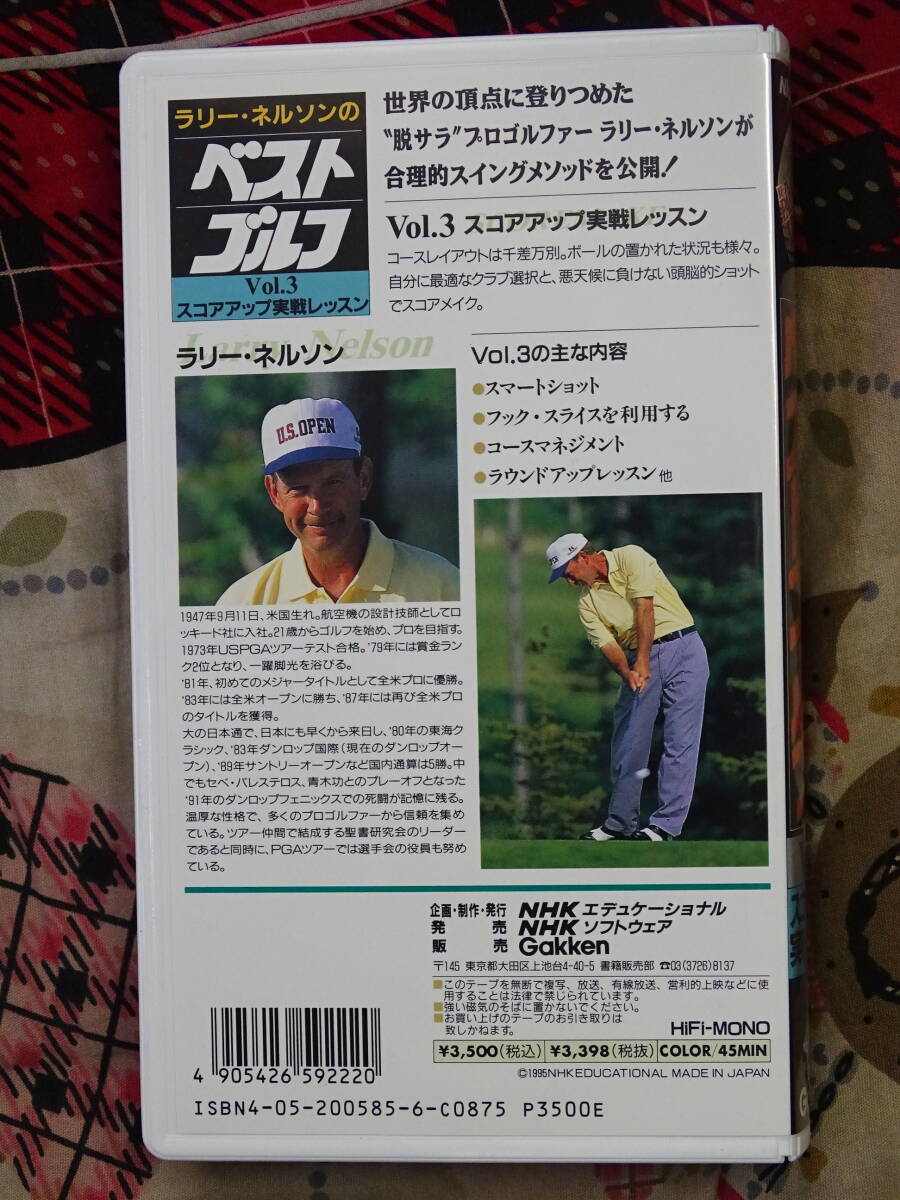 ラリー・ネルソンの
ベスト
ゴルフ
Vol.3
スコアアップ実戦レッスン
世界の頂点に登りつめた
“脱サラ”プロゴルファー ラリー・ネルソンが
合理的スイングメソッドを公開!
Vol.3 スコアアップ実戦レッスン
コースレイアウトは千差万別。ボールの置かれた状況も様々。
自分に最適なクラブ選択と、悪天候に負けない頭脳的ショット
でスコアメイク。
Larry Nelson
ラリー・ネルソン
U.S. OPEN
1947年9月11日、米国生れ。航空機の設計技師としてロ
ッキード社に入社。21歳からゴルフを始め、プロを目指す。
1973年USPGAツアーテスト合格。'79年には賞金ラン
ク2位となり、一躍脚光を浴びる。
'81年、初めてのメジャータイトルとして全米プロに優勝。
'83年には全米オープンに勝ち、'87年には再び全米プロ
のタイトルを獲得。
大の日本通で、日本にも早くから来日し、'80年の東海ク
ラシック、'83年ダンロップ国際(現在のダンロップオー
プン)、'89年サントリーオープンなど国内通算は5勝。中
でもセベ・バレステロス、青木功とのプレーオフとなった
'91年のダンロップフェニックスでの死闘が記憶に残る。
温厚な性格で、多くのプロゴルファーから信頼を集め
ている。ツアー仲間で結成する聖書研究会のリーダー
であると同時に、PGAツアーでは選手会の役員も努め
ている。
Vol.3の主な内容
●スマートショット
●フック・スライスを利用する
●コースマネジメント
●ラウンドアップレッスン 他
企画・制作・発行 NHK エデュケーショナル
発 売 NHK ソフトウェア
販 売 Gakken
〒145 東京都大田区上池台4-40-5 書籍販売部 ☎03(3726)8137
■このテープを無断で複写、放送、有線放送、営利的上映などに使
用することは法律で禁じられています。
■強い磁気のそばに置かないでください。
■お買い上げのテープのお引き取りは
致しかねます。
HiFi-MONO
¥3,500(税込) ¥3,398(税抜) COLOR/45MIN
©1995NHKEDUCATIONAL MADE IN JAPAN
4 905426 592220
ISBN4-05-200585-6-C0875 P3500E